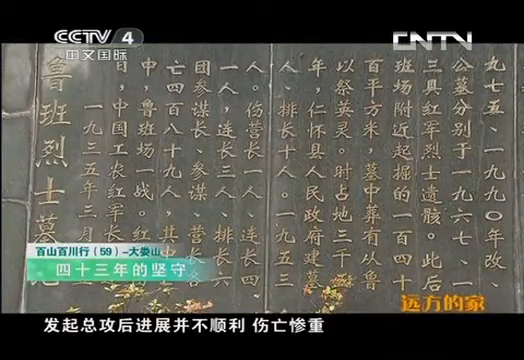 CCTV 4
中文国际
CNTV
鲁班烈士墓
一九三五年三月
日，中国工农红军长
中，鲁班场一战。红
亡四百八十九人，其
团参谋长、参谋、营长各
一人，连长三人、排长六
人。伤营长一人、连长四
人、排长十人。一九五三
年，仁怀县人民政府建墓
以祭英灵。时占地三千
百平方米，墓中葬有从鲁
班场附近起掘的一百四十
三具红军烈士遗骸。此后
公墓分别于一九六七、一
九七五、一九九〇年改、
百山百川行（59）-大娄山
四十三年的坚守
远方的家
发起总攻后进展并不顺利 伤亡惨重